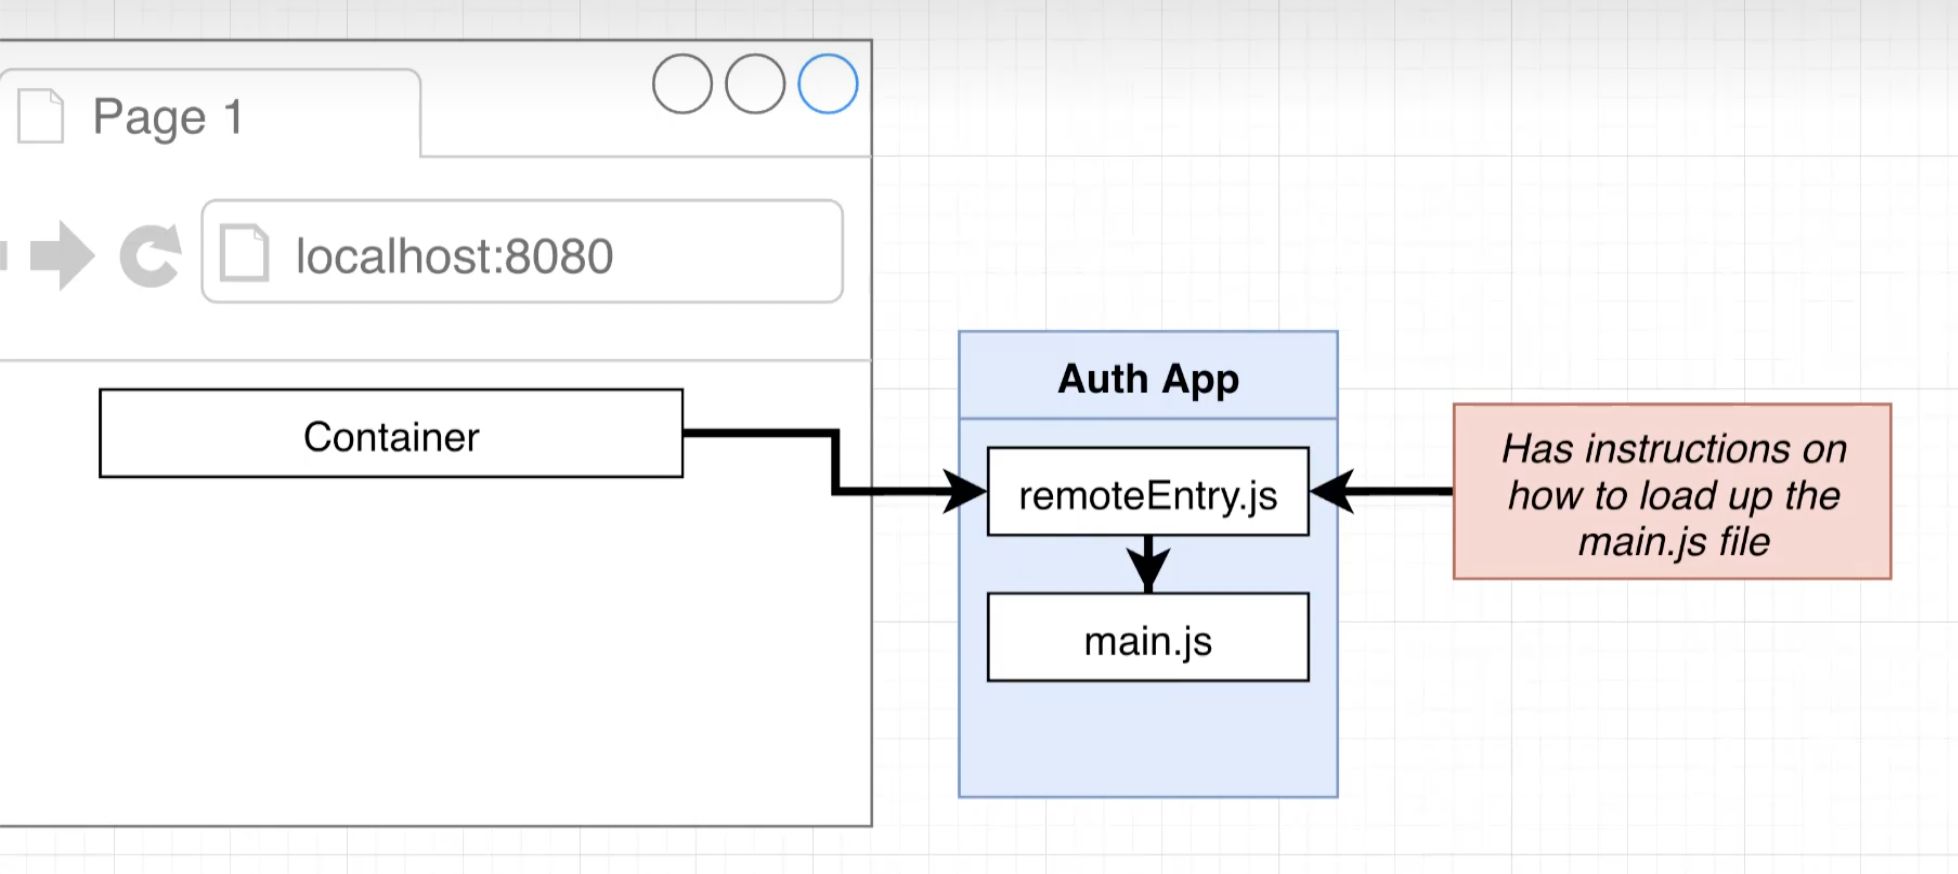 Page 1
localhost:8080
Container
Auth App
remoteEntry.js
main.js
Has instructions on
how to load up the
main.js file